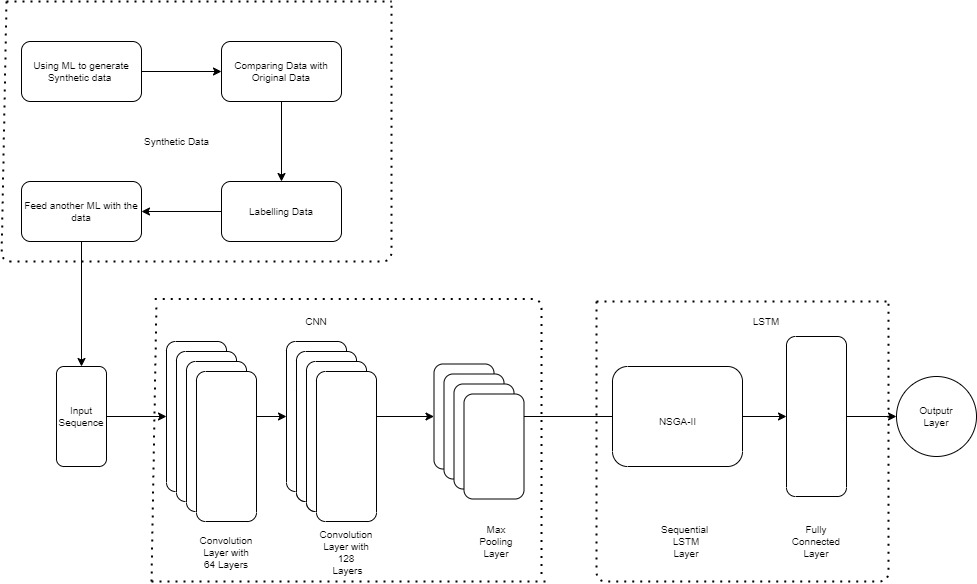 Using ML to generate
Synthetic data
Comparing Data with
Original Data
Synthetic Data
Feed another ML with the
data
Labelling Data
CNN
LSTM
Input
Sequence
NSGA-II
Outputr
Layer
Convolution
Layer with
64 Layers
Convolution
Layer with
128
Layers
Max
Pooling
Layer
Sequential
LSTM
Layer
Fully
Connected
Layer